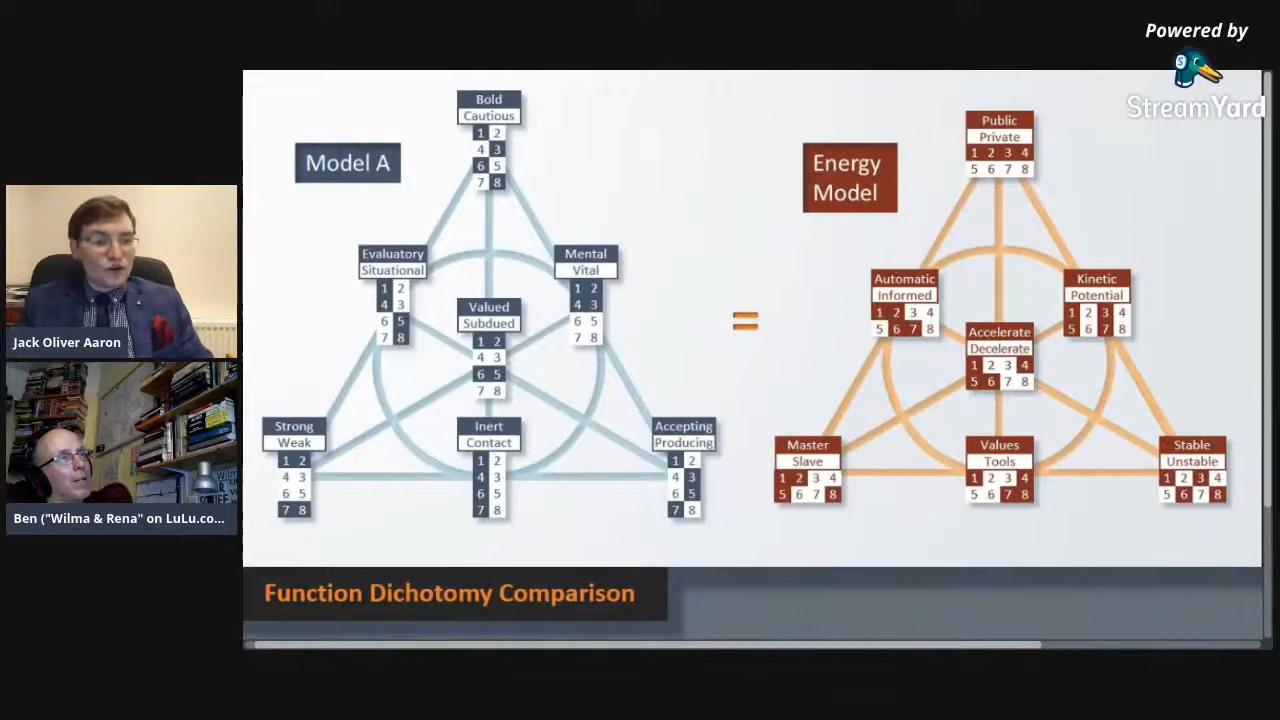 Powered by
StreamYard
Jack Oliver Aaron
Ben ("Wilma & Rena" on LuLu.co...
Model A
Bold
Cautious
1 2
4 3
6 5
7 8
Evaluatory
Situational
1 2
4 3
6 5
7 8
Mental
Vital
1 2
4 3
6 5
7 8
Valued
Subdued
1 2
4 3
6 5
7 8
Strong
Weak
1 2
4 3
6 5
7 8
Inert
Contact
1 2
4 3
6 5
7 8
Accepting
Producing
1 2
4 3
6 5
7 8
=
Energy
Model
Public
Private
1 2 3 4
5 6 7 8
Automatic
Informed
1 2 3 4
5 6 7 8
Kinetic
Potential
1 2 3 4
5 6 7 8
Accelerate
Decelerate
1 2 3 4
5 6 7 8
Master
Slave
1 2 3 4
5 6 7 8
Values
Tools
1 2 3 4
5 6 7 8
Stable
Unstable
1 2 3 4
5 6 7 8
Function Dichotomy Comparison